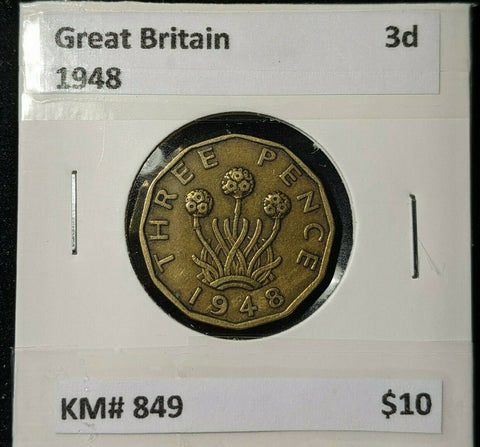 Great Britain 3d
1948
THREE PENCE
1948
KM# 849 $10